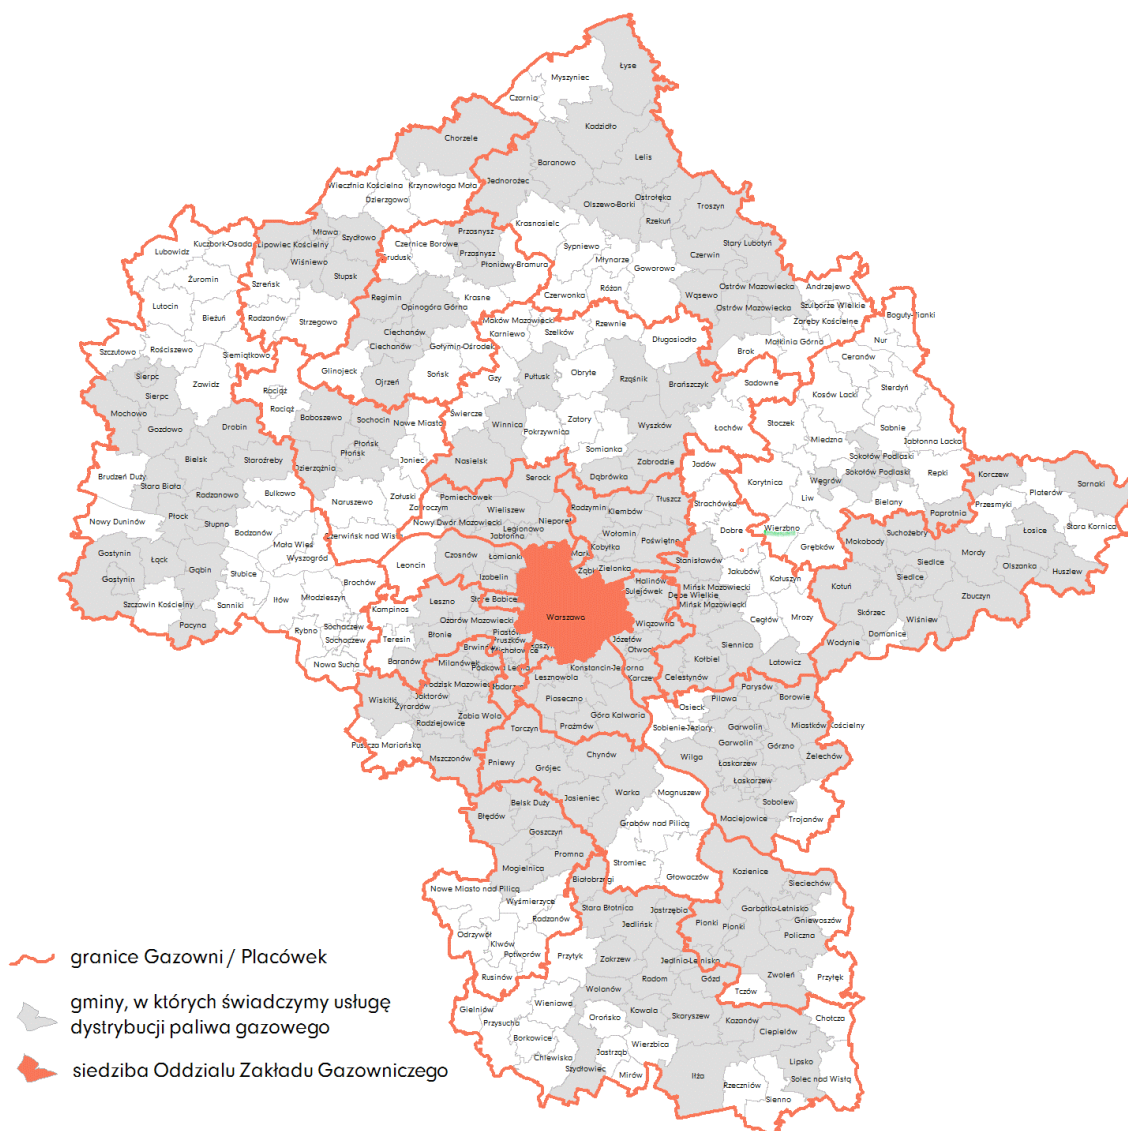 Łyse
Myszyniec
Czarnia
Kadzidło
Chorzele
Lelis
Baranowo
Jednorożec
Wieczfnia Kościelna
Krzynowłoga Mała
Dzierzgowo
Ostrołęka
Olszewo-Borki
Troszyn
Rzekuń
Krasnosielc
Mława
Szydłowo
Przasnysz
Kuczbork-Osada
Lipowiec Kościelny
Czernice Borowe
Sypniewo
Stary Lubotyń
Lubowidz
Wiśniewo
Grudusk
Przasnysz
Młynarze
Czerwin
Płoniawy-Bramura
Goworowo
Żuromin
Szreńsk
Stupsk
Różan
Ostrów Mazowiecka
Andrzejewo
Regimin
Krasne
Czerwonka
Wąsewo
Lutocin
Opinogóra Górna
Ostrów Mazowiecka
Szulborze Wielkie
Bieżuń
Radzanów
Strzegowo
Maków Mazowiecki
Rzewnie
Zaręby Kościelne
Boguty-Pianki
Ciechanów
Karniewo
Szelków
Szczutowo
Rościszewo
Siemiątkowo
Ciechanów
Gołymin-Ośrodek
Długosiodło
Małkinia Górna
Nur
Brok
Ceranów
Sierpc
Glinojeck
Sońsk
Gzy
Pułtusk
Obryte
Rząśnik
Brańszczyk
Sadowne
Zawidz
Raciąż
Ojrzeń
Sterdyń
Sierpc
Kosów Lacki
Mochowo
Raciąż
Baboszewo
Sochocin
Nowe Miasto
Świercze
Winnica
Zatory
Wyszków
Łochów
Stoczek
Sabnie
Gozdowo
Drobin
Pokrzywnica
Miedzna
Jabłonna Lacka
Płońsk
Płońsk
Somianka
Bielsk
Staroźreby
Dzierzążnia
Joniec
Nasielsk
Zabrodzie
Jadów
Sokołów Podlaski
Sokołów Podlaski
Repki
Korczew
Brudzeń Duży
Serock
Dąbrówka
Korytnica
Węgrów
Platerów
Sarnaki
Stara Biała
Radzanowo
Bulkowo
Naruszewo
Załuski
Pomiechówek
Tłuszcz
Strachówka
Liw
Bielany
Przesmyki
Zakroczym
Wieliszew
Radzymin
Klembów
Paprotnia
Nowy Duninów
Płock
Słupno
Nowy Dwór Mazowiecki
Nieporęt
Legionowo
Dobre
Wierzbno
Stara Kornica
Bodzanów
Czerwińsk nad Wisłą
Jabłonna
Wołomin
Poświętne
Suchożebry
Łosice
Mała Wieś
Kobyłka
Grębków
Mokobody
Gostynin
Łąck
Wyszogród
Czosnów
Łomianki
Mordy
Leoncin
Zielonka
Stanisławów
Siedlce
Olszanka
Gąbin
Słubice
Jakubów
Huszlew
Gostynin
Brochów
Izabelin
Halinów
Kałuszyn
Siedlce
Sulejówek
Mińsk Mazowiecki
Kotuń
Szczawin Kościelny
Iłów
Młodzieszyn
Leszno
Stare Babice
Dębe Wielkie
Zbuczyn
Sanniki
Kampinos
Mińsk Mazowiecki
Skórzec
Pacyna
Warszawa
Ożarów Mazowiecki
Wiązowna
Cegłów
Mrozy
Wiśniew
Rybno
Sochaczew
Teresin
Błonie
Piastów
Domanice
Sochaczew
Pruszków
Józefów
Siennica
Wodynie
Michałowice
Nowa Sucha
Baranów
Milanówek
Kołbiel
Latowicz
Konstancin-Jeziorna
Podkowa Leśna
Lesznowola
Karczew
Celestynów
Parysów
Wiskitki
Jaktorów
Piaseczno
Pilawa
Borowie
Żyrardów
Osieck
Żabia Wola
Góra Kalwaria
Radziejowice
Tarczyn
Prażmów
Sobienie-Jeziory
Garwolin
Miastków Kościelny
Puszcza Mariańska
Garwolin
Górzno
Mszczonów
Pniewy
Chynów
Wilga
Żelechów
Grójec
Łaskarzew
Łaskarzew
Jasieniec
Warka
Magnuszew
Belsk Duży
Sobolew
Błędów
Grabów nad Pilicą
Maciejowice
Trojanów
Goszczyn
Promna
Stromiec
Mogielnica
Kozienice
Głowaczów
Białobrzegi
Sieciechów
Nowe Miasto nad Pilicą
Wyśmierzyce
Stara Błotnica
Jastrzębia
Garbatka-Letnisko
Radzanów
Jedlińsk
Pionki
Pionki
Gniewoszów
Odrzywół
Policzna
Klwów
Potworów
Przytyk
Zakrzew
Jedlnia-Letnisko
Rusinów
Radom
Gózd
Zwoleń
Przyłęk
Wolanów
Tczów
Wieniawa
Gielniów
Kowala
Orońsko
Skaryszew
Kazanów
Chotcza
Przysucha
Ciepielów
Borkowice
Wierzbica
Chlewiska
Jastrząb
Lipsko
Szydłowiec
Mirów
Iłża
Rzeczniów
Solec nad Wisłą
Sienno
granice Gazowni / Placówek
gminy, w których świadczymy usługę
dystrybucji paliwa gazowego
siedziba Oddziału Zakładu Gazowniczego